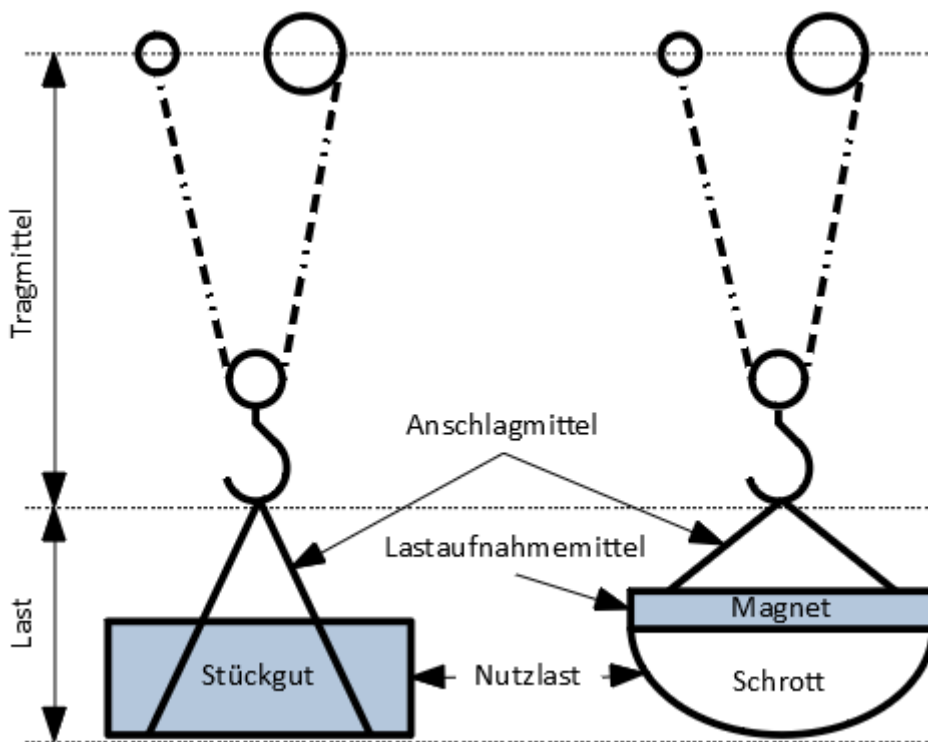 Tragmittel
Anschlagmittel
Lastaufnahmemittel
Last
Magnet
Stückgut
Nutzlast
Schrott